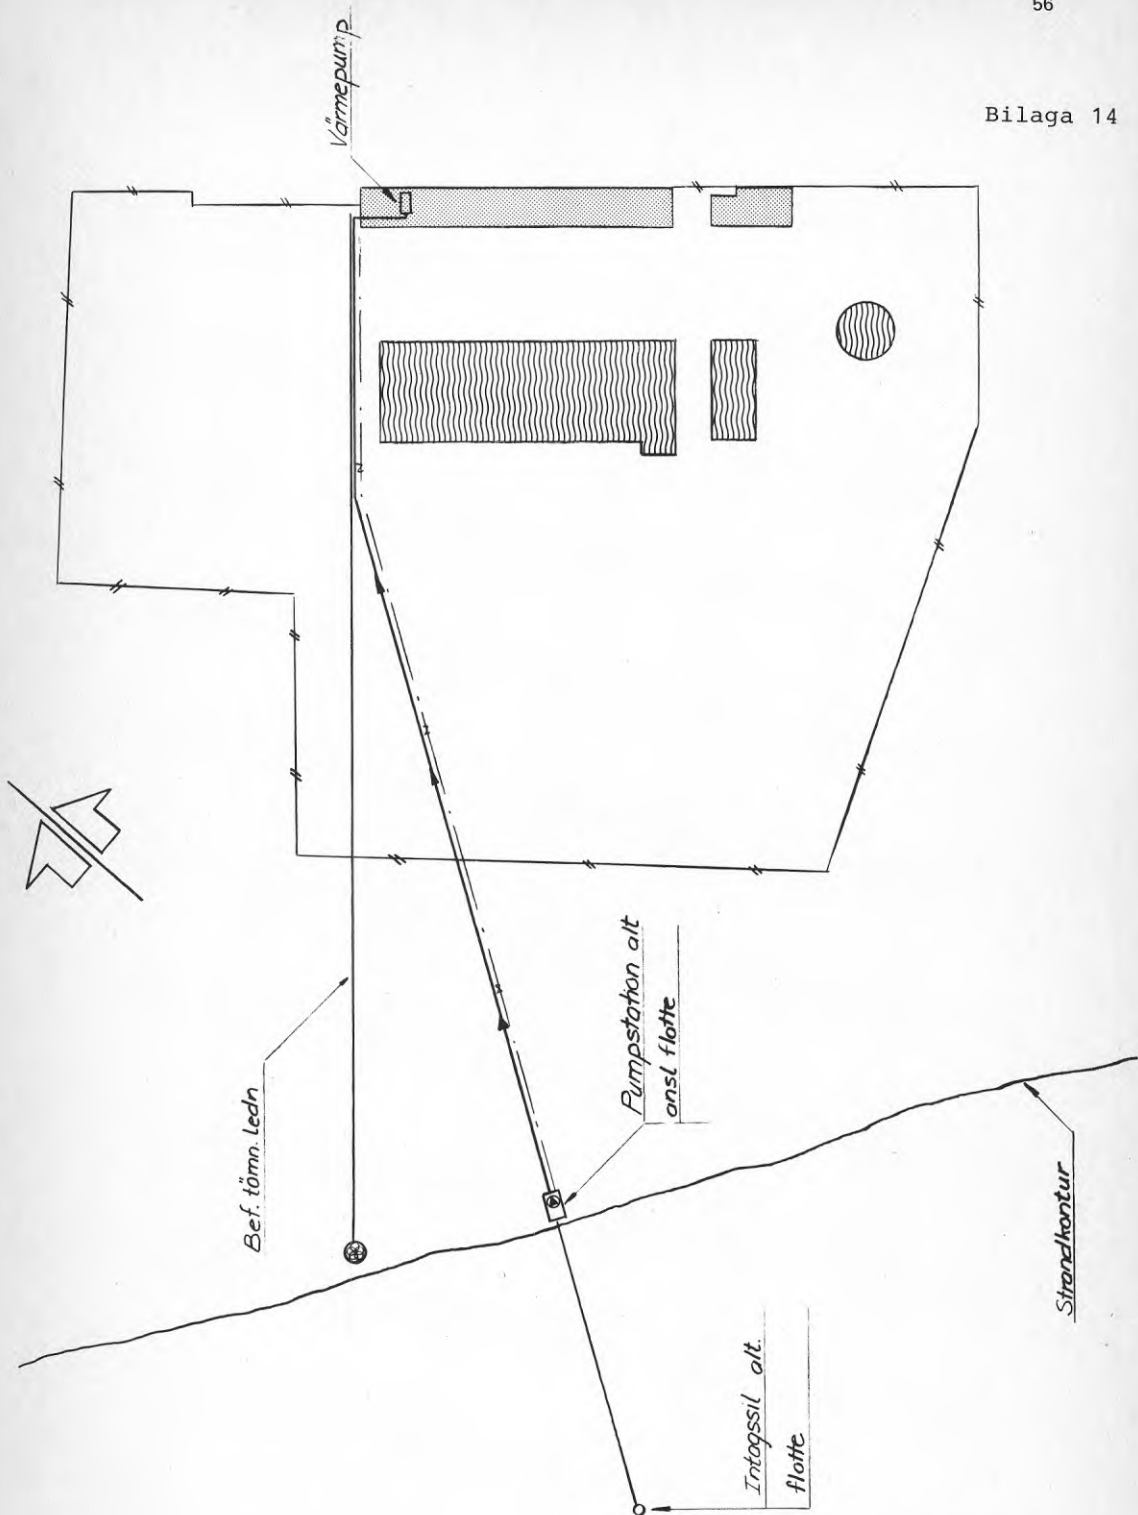 56
Bilaga 14
Värmepump
Bef. tömn. ledn
Pumpstation alt
ansl flotte
Strandkontur
Intagssil alt.
flotte